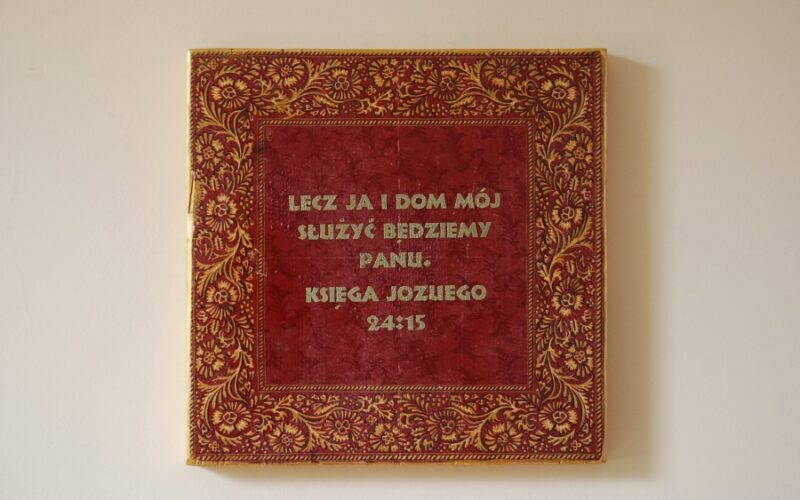 LECZ JA I DOM MÓJ
SŁUŻYĆ BĘDZIEMY
PANU.
KSIĘGA JOZUEGO
24:15